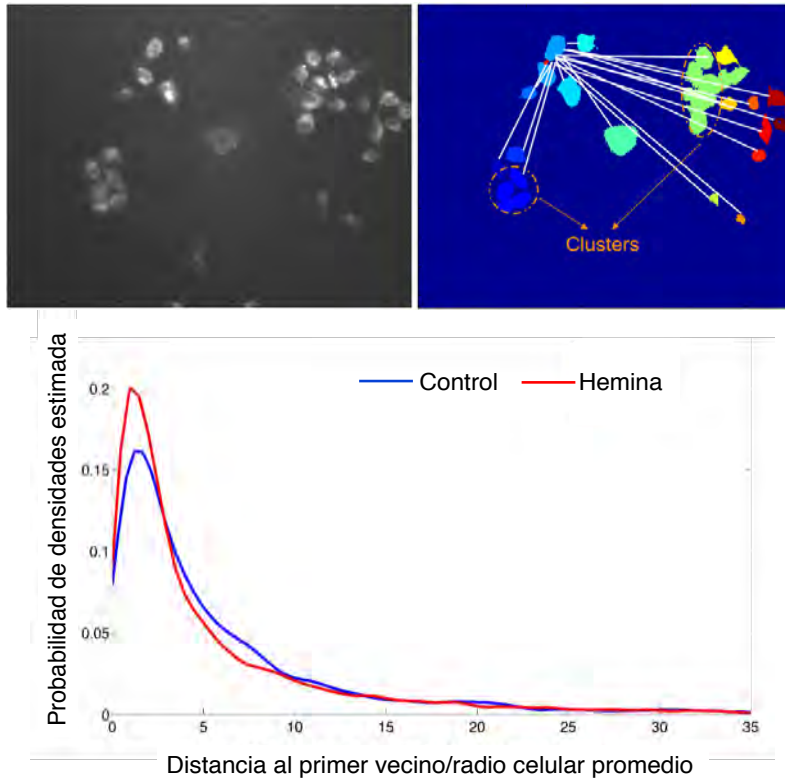 Clusters
Probabilidad de densidades estimada
Control
Hemina
0.2
0.15
0.1
0.05
0
0 5 10 15 20 25 30 35
Distancia al primer vecino/radio celular promedio